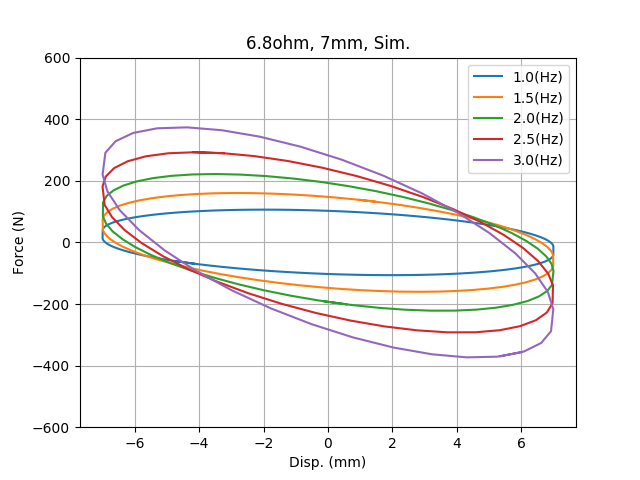 6.8ohm, 7mm, Sim.
1.0(Hz)
1.5(Hz)
2.0(Hz)
2.5(Hz)
3.0(Hz)
Force (N)
600
400
200
0
−200
−400
−600
−6 −4 −2 0 2 4 6
Disp. (mm)